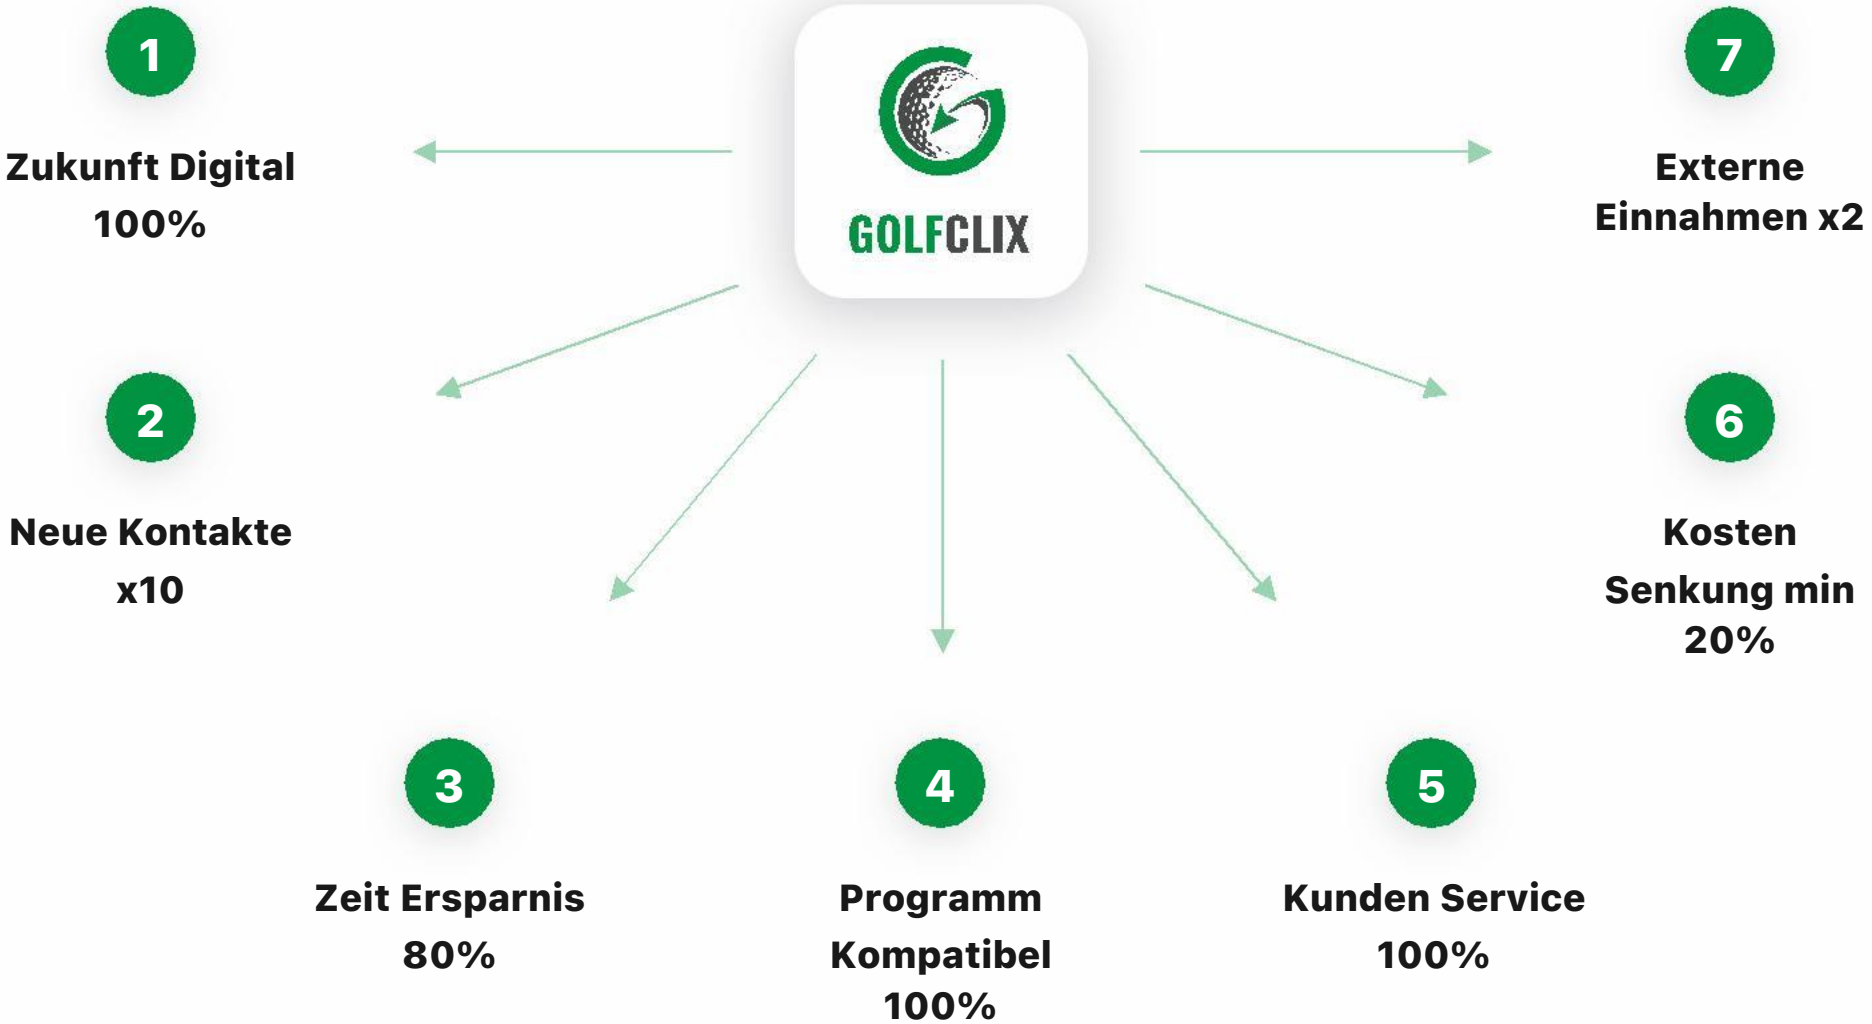 GOLFCLIX
1
Zukunft Digital
100%
2
Neue Kontakte
x10
3
Zeit Ersparnis
80%
4
Programm
Kompatibel
100%
5
Kunden Service
100%
6
Kosten
Senkung min
20%
7
Externe
Einnahmen x2